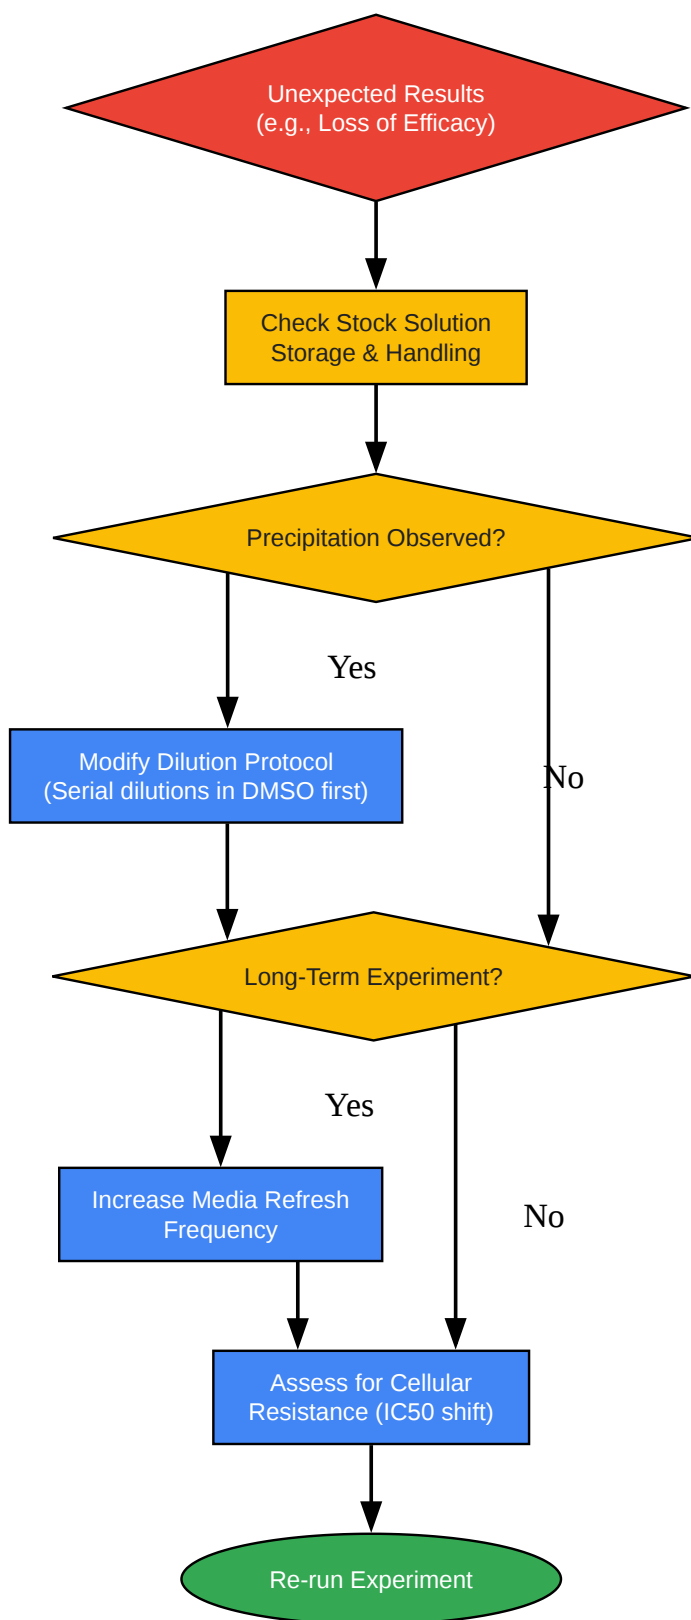 Unexpected Results
(e.g., Loss of Efficacy)
Check Stock Solution
Storage & Handling
Precipitation Observed?
Yes
Modify Dilution Protocol
(Serial dilutions in DMSO first)
No
Long-Term Experiment?
Yes
Increase Media Refresh
Frequency
No
Assess for Cellular
Resistance (IC50 shift)
Re-run Experiment